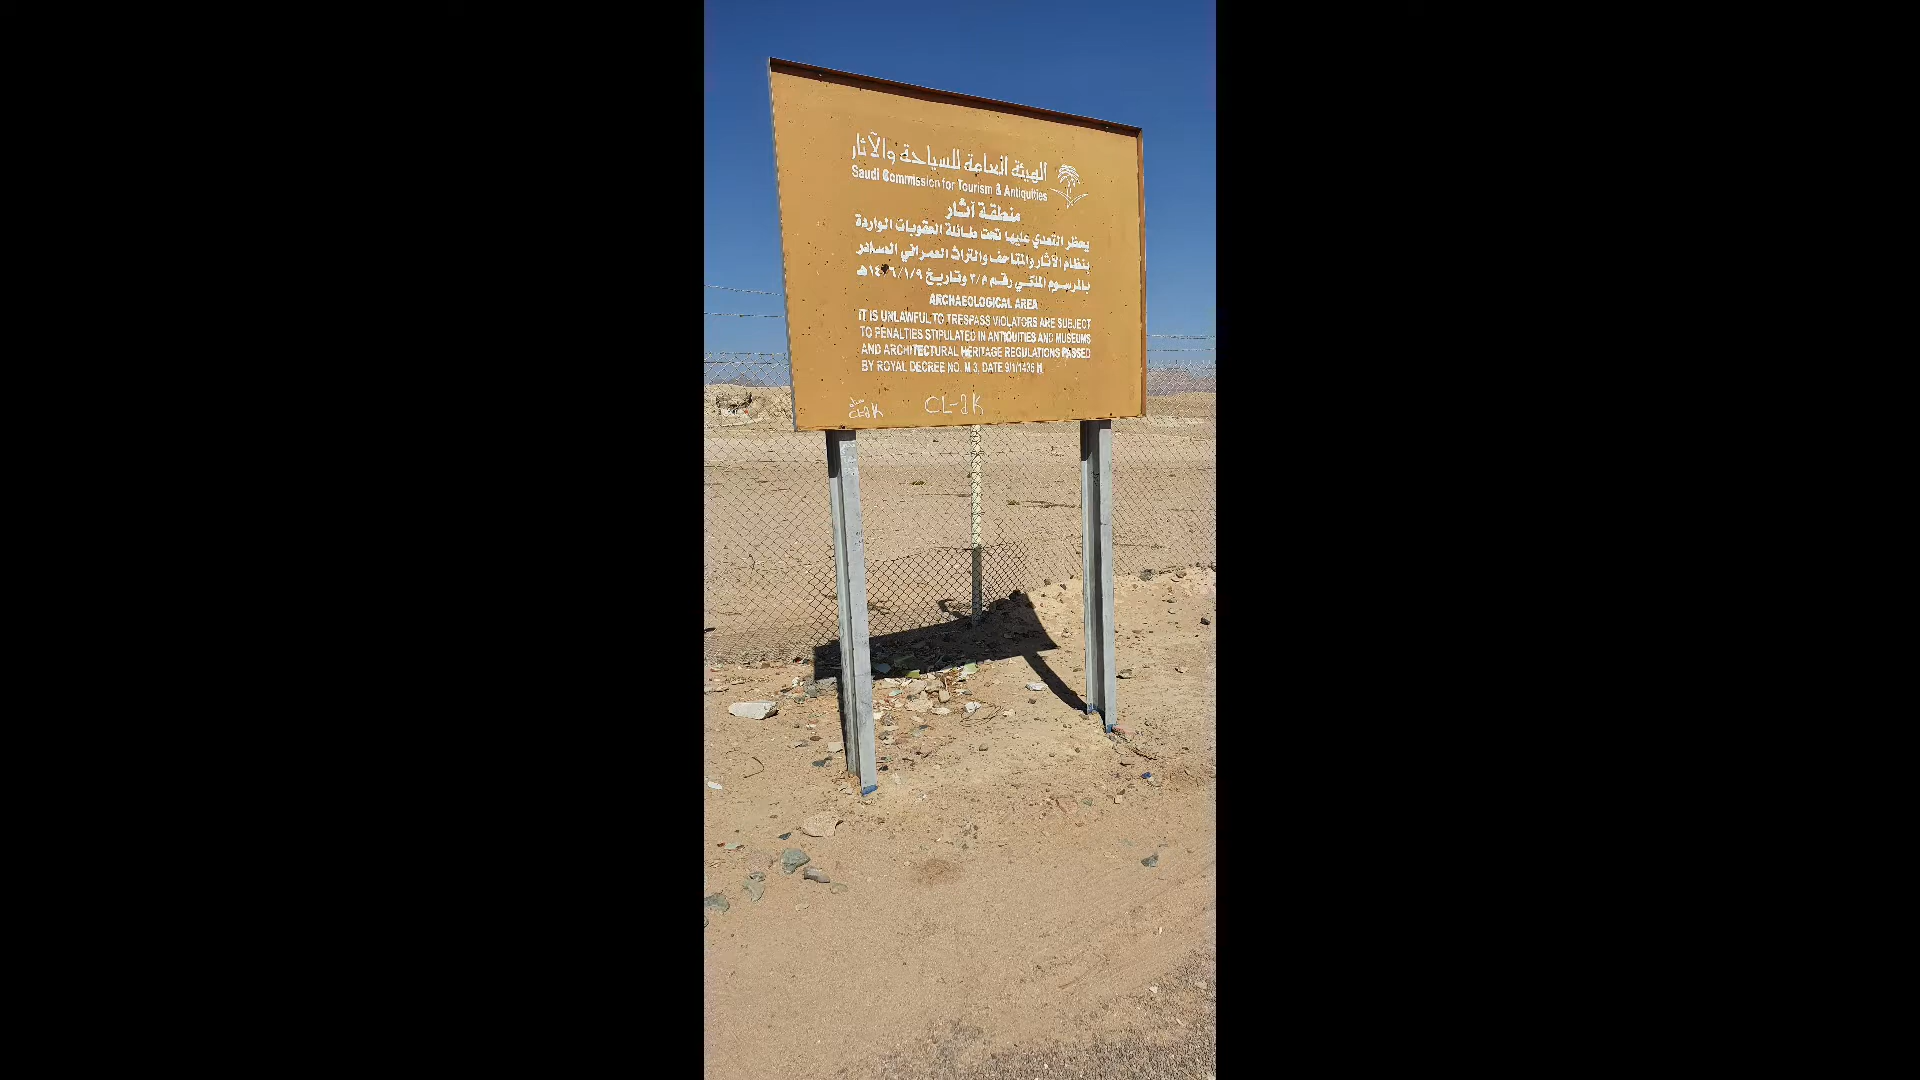 الهيئة العامة للسياحة والآثار
Saudi Commission for Tourism & Antiquities
منطقة آثار
يحظر التعدي عليها تحت طائلة العقوبات الواردة
بنظام الآثار والمتاحف والتراث العمراني الصادر
بالمرسوم الملكي رقم م/٣ وتاريخ ١٤٣٦/١/٩هـ
ARCHAEOLOGICAL AREA
IT IS UNLAWFUL TO TRESPASS VIOLATORS ARE SUBJECT
TO PENALTIES STIPULATED IN ANTIQUITIES AND MUSEUMS
AND ARCHITECTURAL HERITAGE REGULATIONS PASSED
BY ROYAL DECREE NO. M 3, DATE 9/1/1436 H